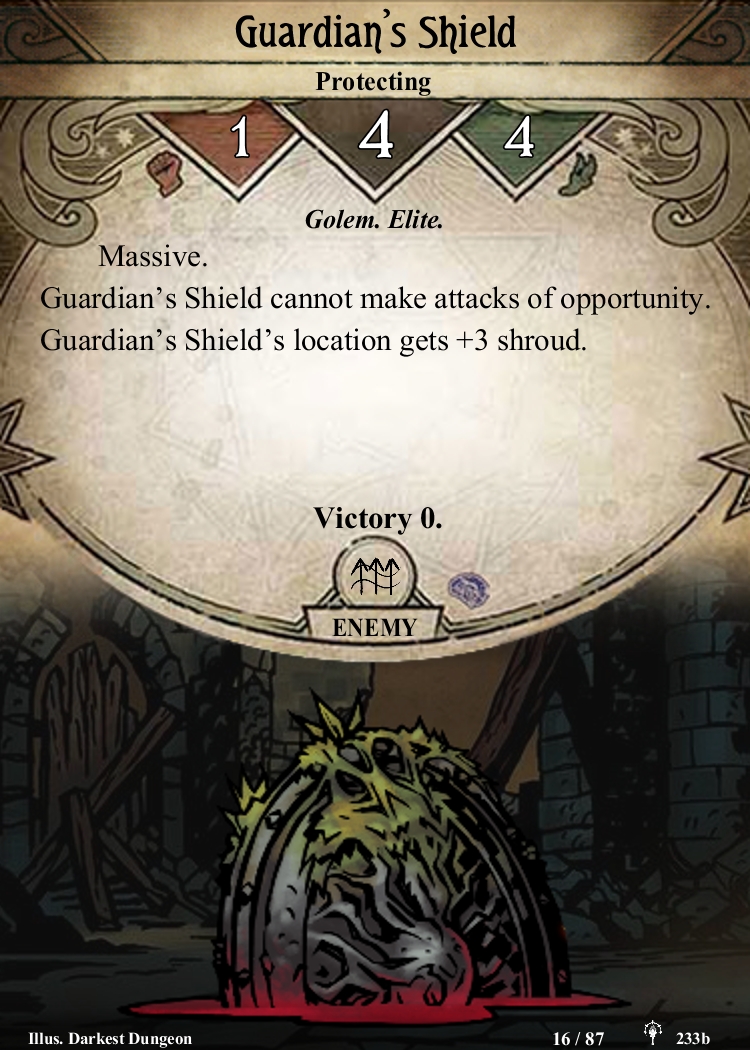 Guardian's Shield
Protecting
1 4 4
Golem. Elite.
Massive.
Guardian's Shield cannot make attacks of opportunity.
Guardian's Shield's location gets +3 shroud.
Victory 0.
ENEMY
Illus. Darkest Dungeon 16 / 87 233b